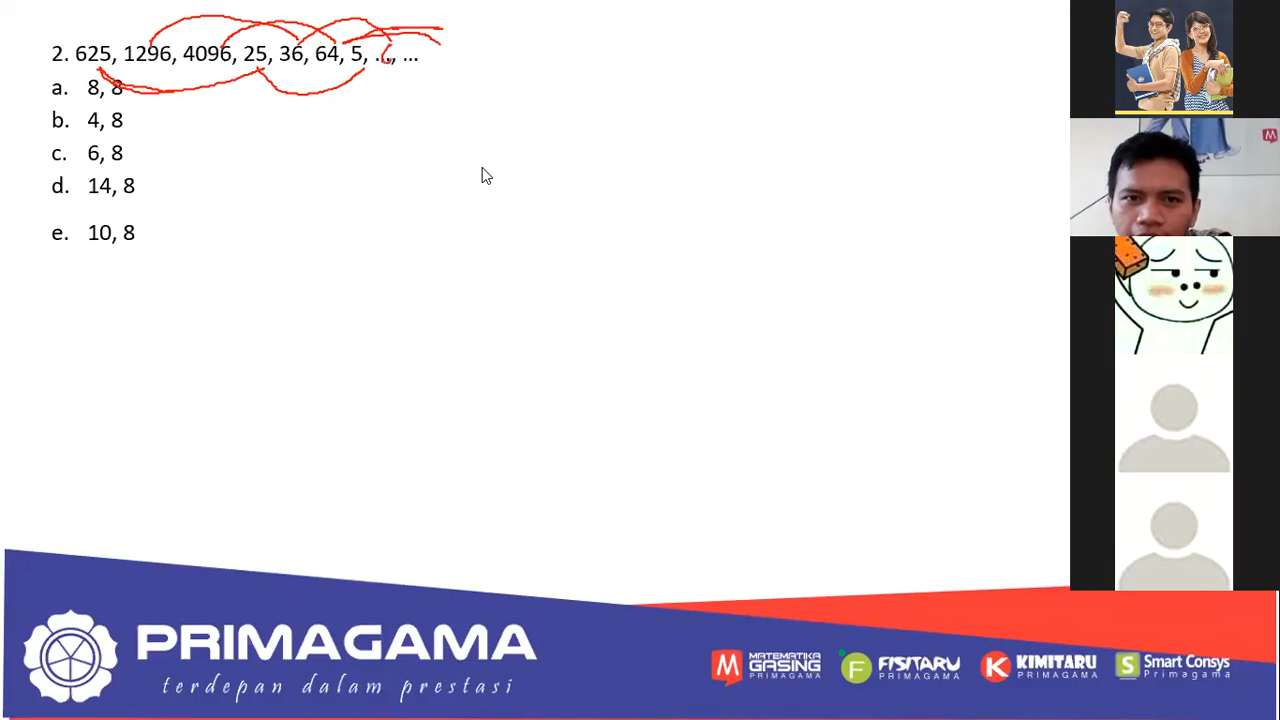 2. 625, 1296, 4096, 25, 36, 64, 5, ..., ...
a. 8, 8
b. 4, 8
c. 6, 8
d. 14, 8
e. 10, 8
PRIMAGAMA
terdepan dalam prestasi
M MATEMATIKA GASING PRIMAGAMA
F FISITARU PRIMAGAMA
K KIMITARU PRIMAGAMA
S Smart Consys Primagama